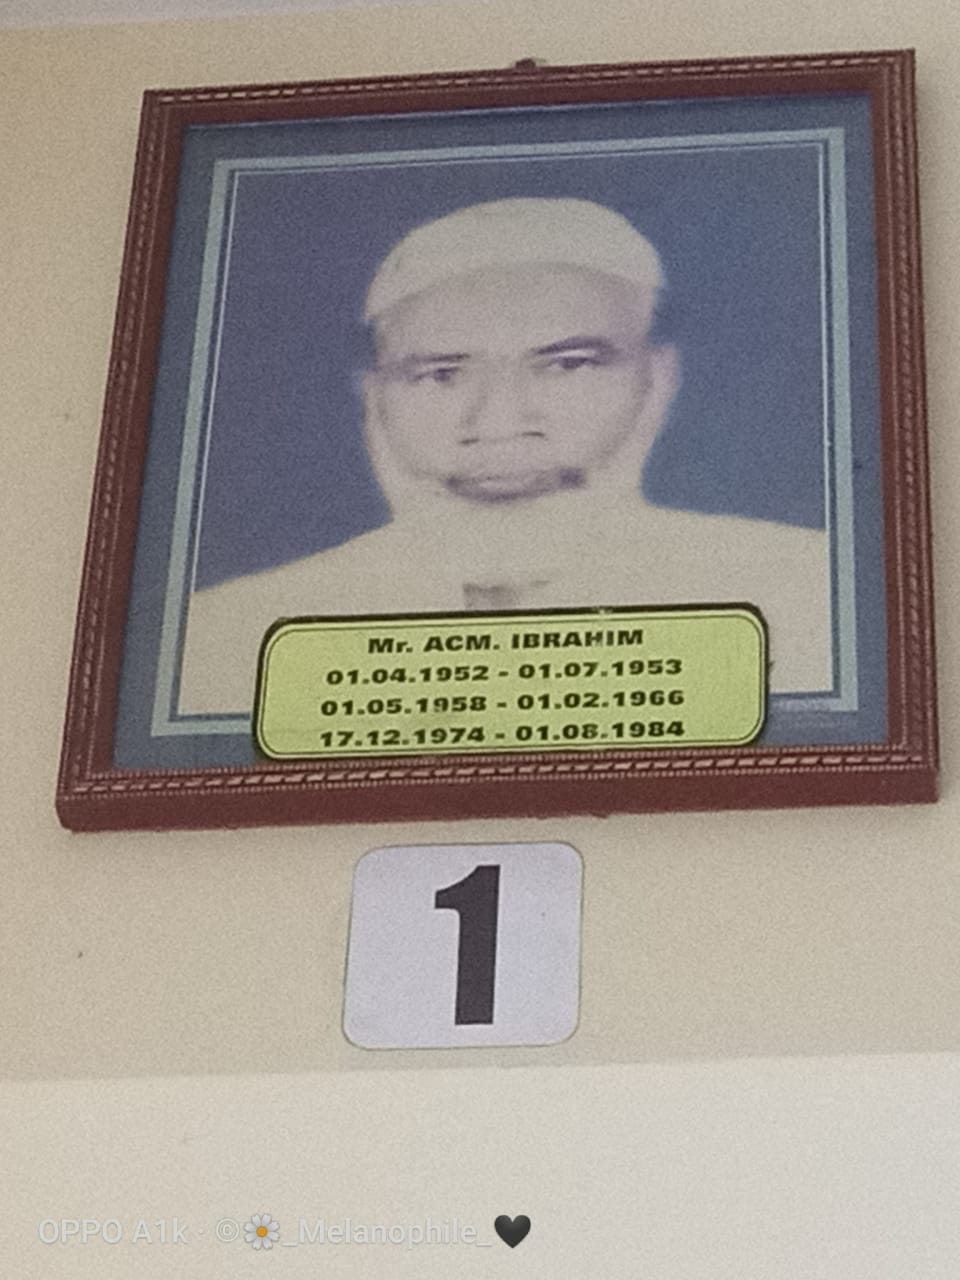 Mr. ACM. IBRAHIM
01.04.1952 - 01.07.1953
01.05.1958 - 01.02.1966
17.12.1974 - 01.08.1984
1
OPPO A1k · ©🌼_Melanophile_🖤